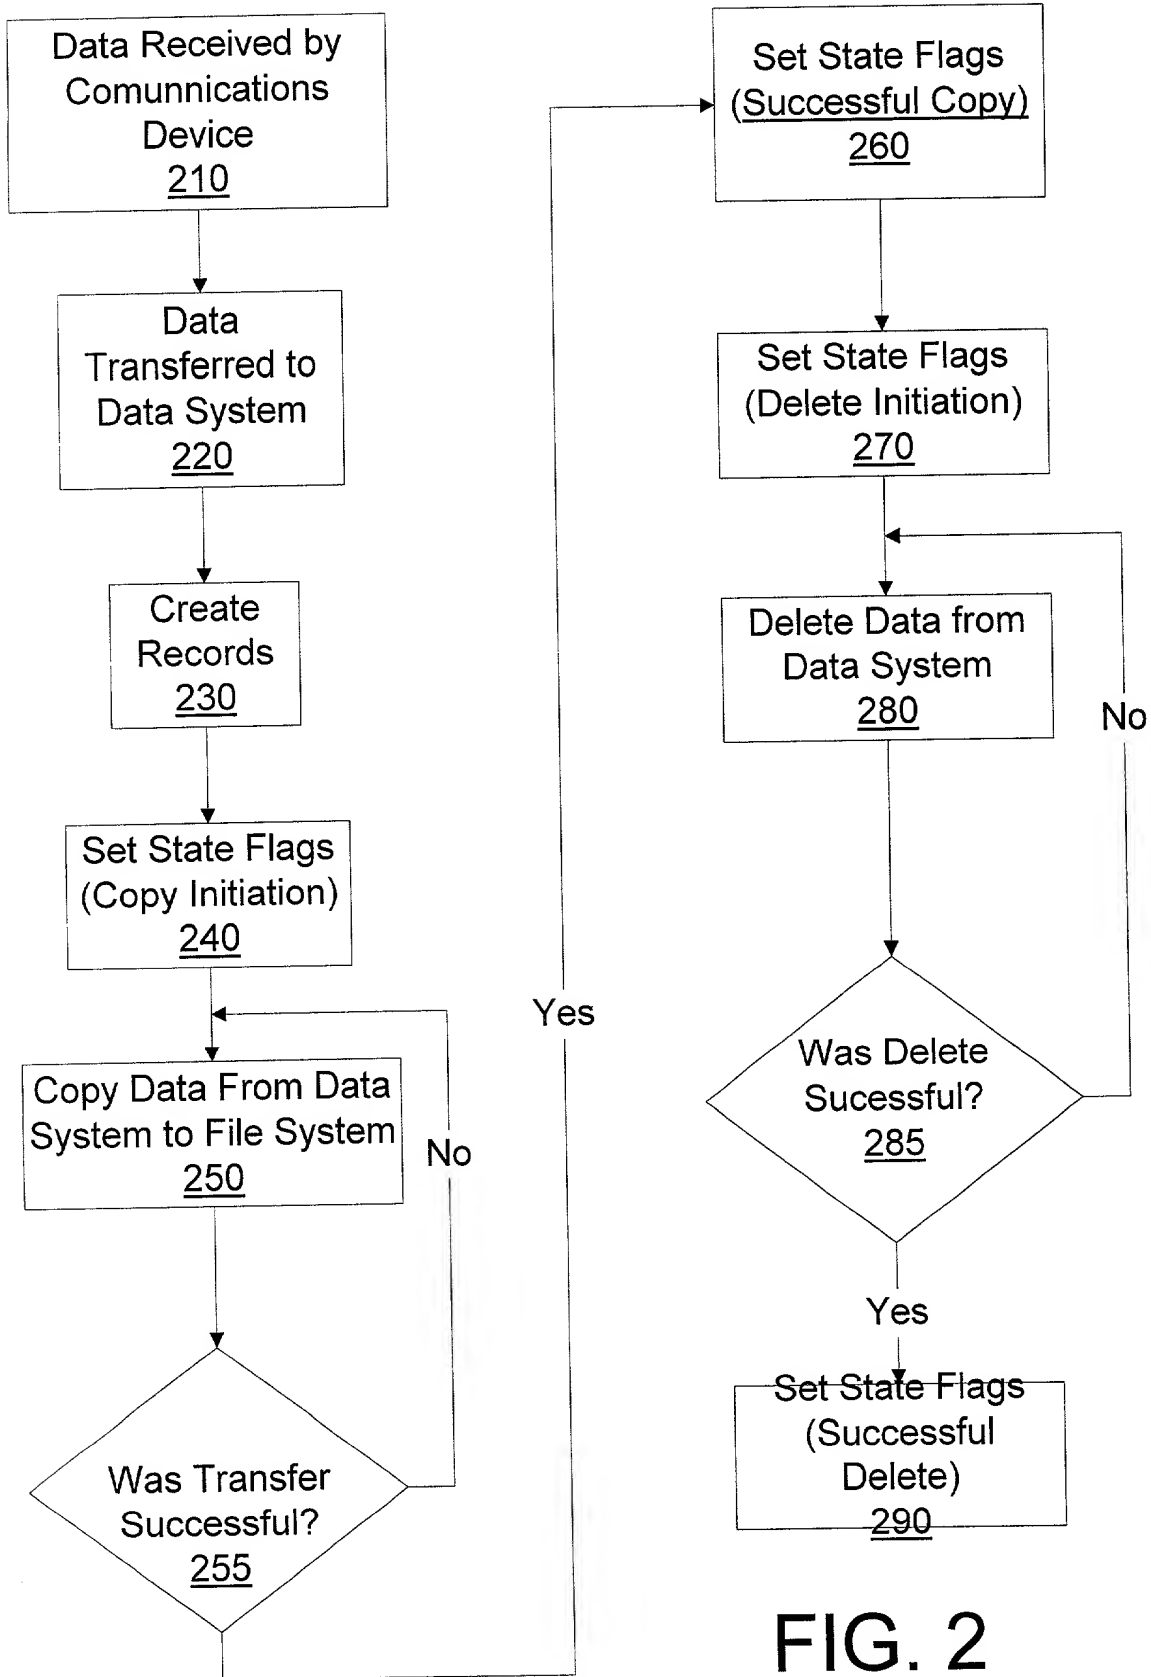 Data Received by
Comunnications
Device
210
Data
Transferred to
Data System
220
Create
Records
230
Set State Flags
(Copy Initiation)
240
Copy Data From Data
System to File System
250
No
Was Transfer
Successful?
255
Yes
Set State Flags
(Successful Copy)
260
Set State Flags
(Delete Initiation)
270
Delete Data from
Data System
280
No
Was Delete
Sucessful?
285
Yes
Set State Flags
(Successful
Delete)
290
FIG. 2